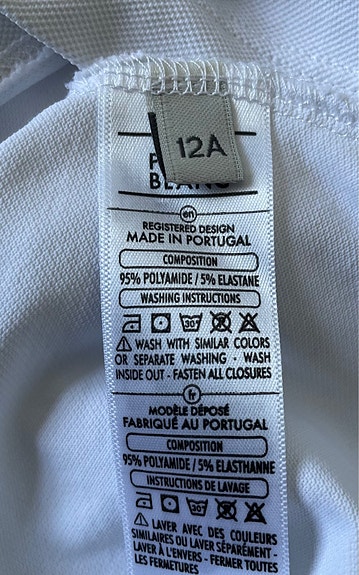 12A
en
REGISTERED DESIGN
MADE IN PORTUGAL
COMPOSITION
95% POLYAMIDE / 5% ELASTANE
WASHING INSTRUCTIONS
30°
WASH WITH SIMILAR COLORS
OR SEPARATE WASHING - WASH
INSIDE OUT - FASTEN ALL CLOSURES
fr
MODÈLE DÉPOSÉ
FABRIQUÉ AU PORTUGAL
COMPOSITION
95% POLYAMIDE / 5% ELASTHANNE
INSTRUCTIONS DE LAVAGE
30°
LAVER AVEC DES COULEURS
SIMILAIRES OU LAVER SÉPARÉMENT -
LAVER À L'ENVERS - FERMER TOUTES
LES FERMETURES